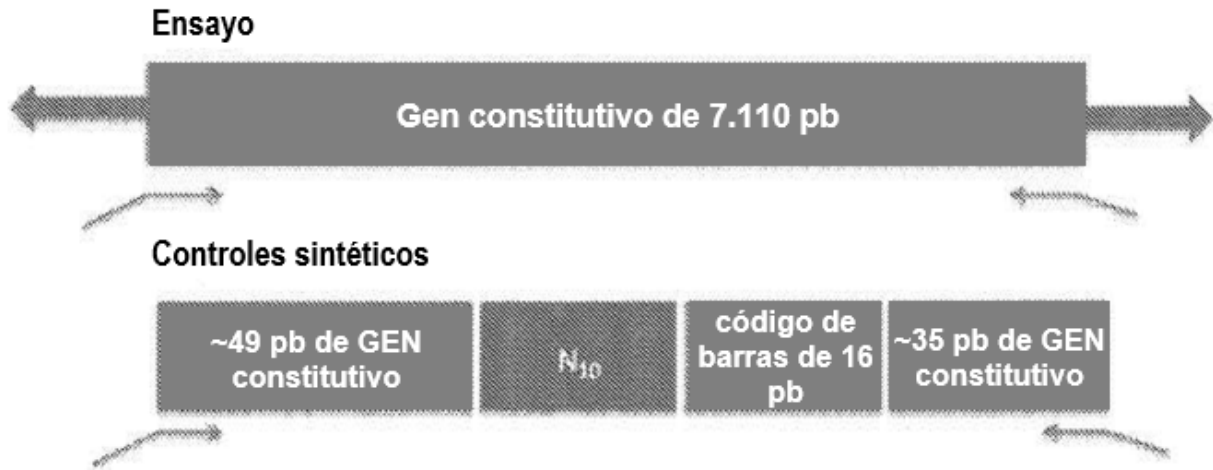 Ensayo
Gen constitutivo de 7.110 pb
Controles sintéticos
~49 pb de GEN
constitutivo
N₁₀
código de
barras de 16
pb
~35 pb de GEN
constitutivo